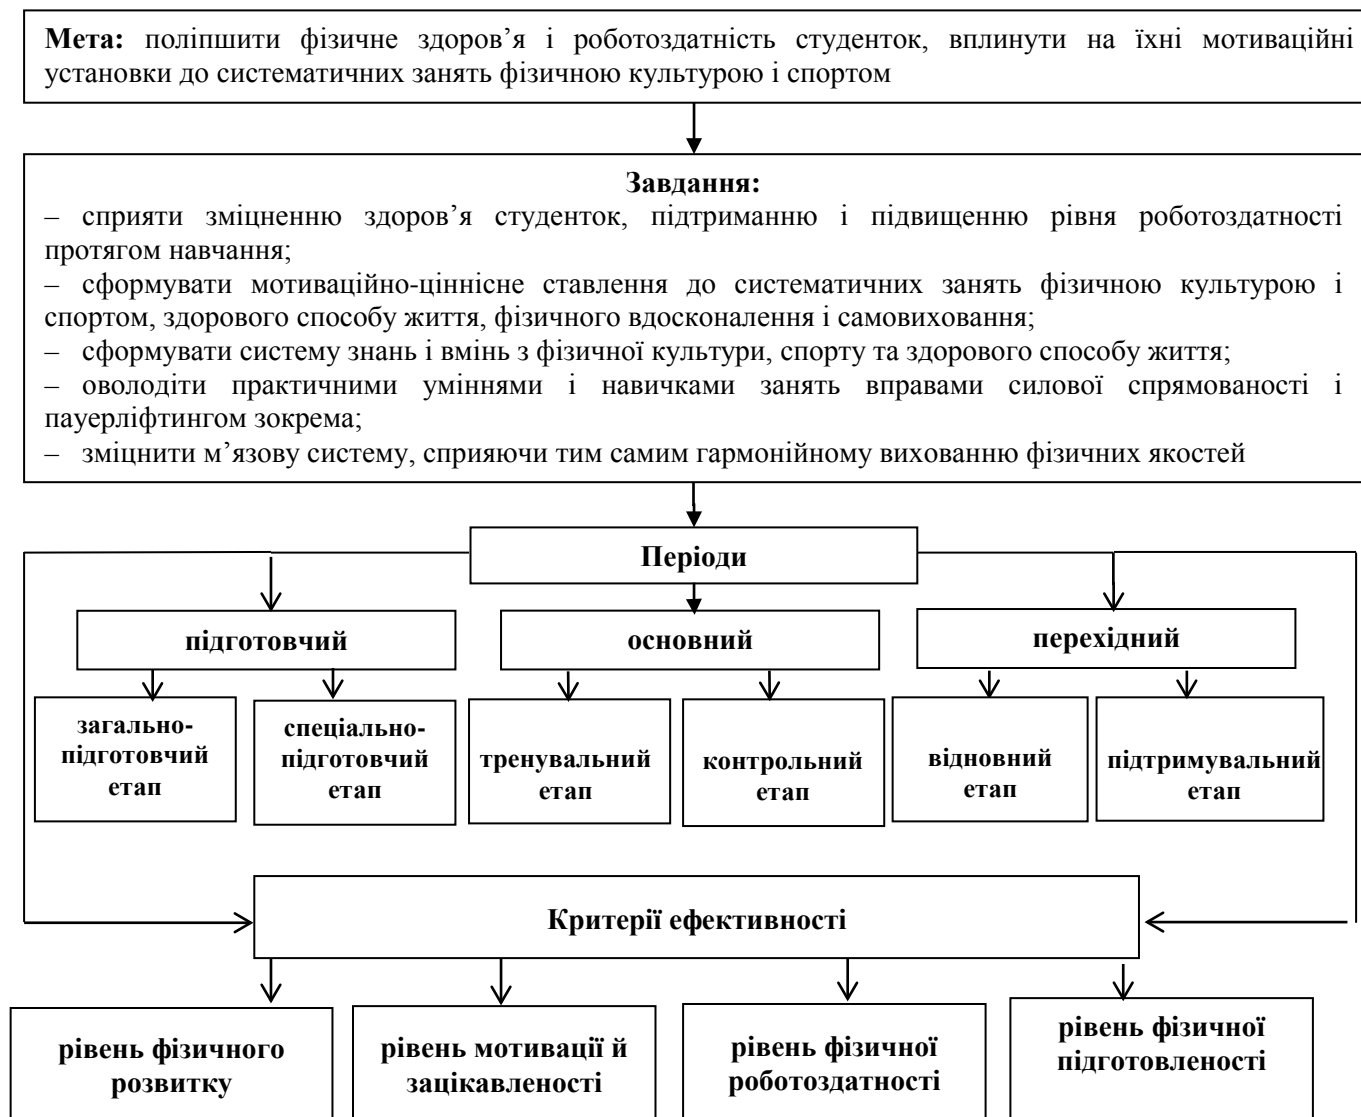 Мета: поліпшити фізичне здоров’я і роботоздатність студенток, вплинути на їхні мотиваційні
установки до систематичних занять фізичною культурою і спортом
Завдання:
– сприяти зміцненню здоров’я студенток, підтриманню і підвищенню рівня роботоздатності
протягом навчання;
– сформувати мотиваційно-ціннісне ставлення до систематичних занять фізичною культурою і
спортом, здорового способу життя, фізичного вдосконалення і самовиховання;
– сформувати систему знань і вмінь з фізичної культури, спорту та здорового способу життя;
– оволодіти практичними уміннями і навичками занять вправами силової спрямованості і
пауерліфтингом зокрема;
– зміцнити м’язову систему, сприяючи тим самим гармонійному вихованню фізичних якостей
Періоди
підготовчий
основний
перехідний
загально-
підготовчий
етап
спеціально-
підготовчий
етап
тренувальний
етап
контрольний
етап
відновний
етап
підтримувальний
етап
Критерії ефективності
рівень фізичного
розвитку
рівень мотивації й
зацікавленості
рівень фізичної
роботоздатності
рівень фізичної
підготовленості